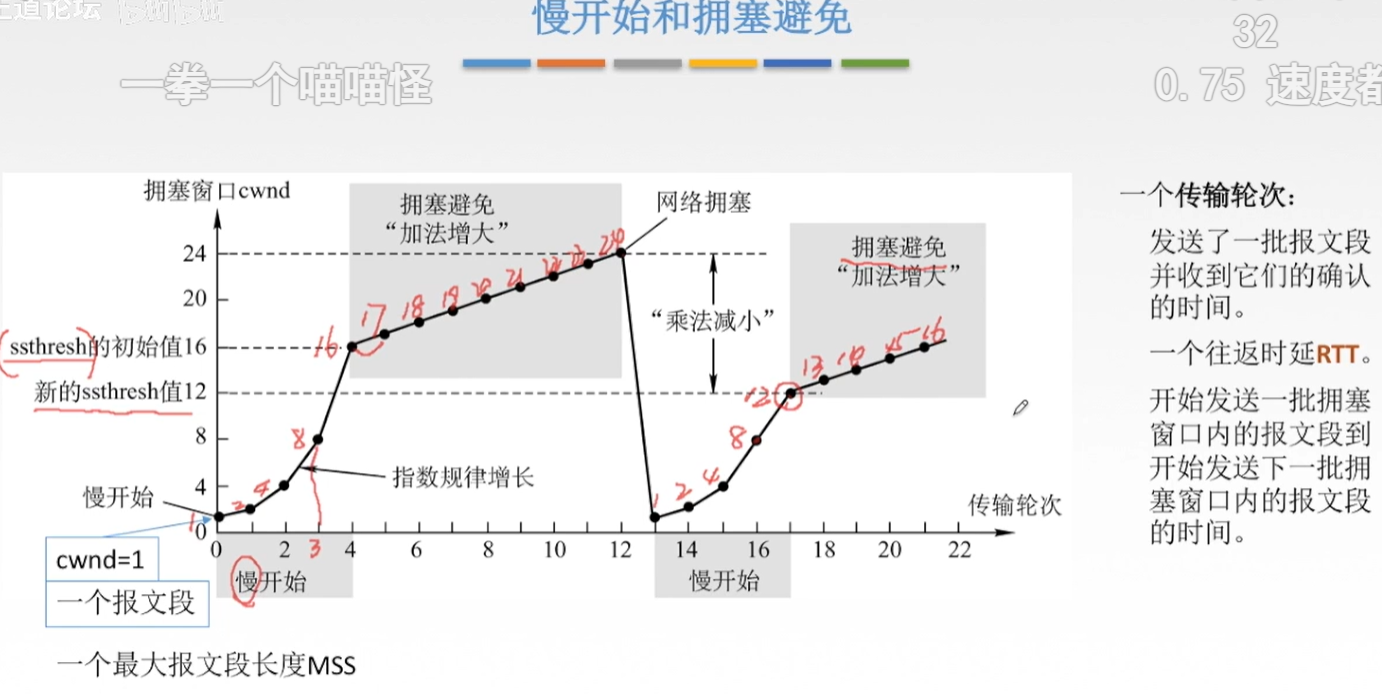 王道论坛
慢开始和拥塞避免
32
一拳一个喵喵怪
0.75 速度都
拥塞窗口cwnd
24
20
ssthresh的初始值16
新的ssthresh值12
8
4
0
慢开始
cwnd=1
一个报文段
一个最大报文段长度MSS
拥塞避免
“加法增大”
网络拥塞
“乘法减小”
拥塞避免
“加法增大”
指数规律增长
传输轮次
0 2 4 6 8 10 12 14 16 18 20 22
慢开始
慢开始
1 2 4 8 16 17 18 19 20 21 22 23 24
3
1 2 4 8 12 13 16
一个传输轮次：
发送了一批报文段
并收到它们的确认
的时间。
一个往返时延RTT。
开始发送一批拥塞
窗口内的报文段到
开始发送下一批拥
塞窗口内的报文段
的时间。